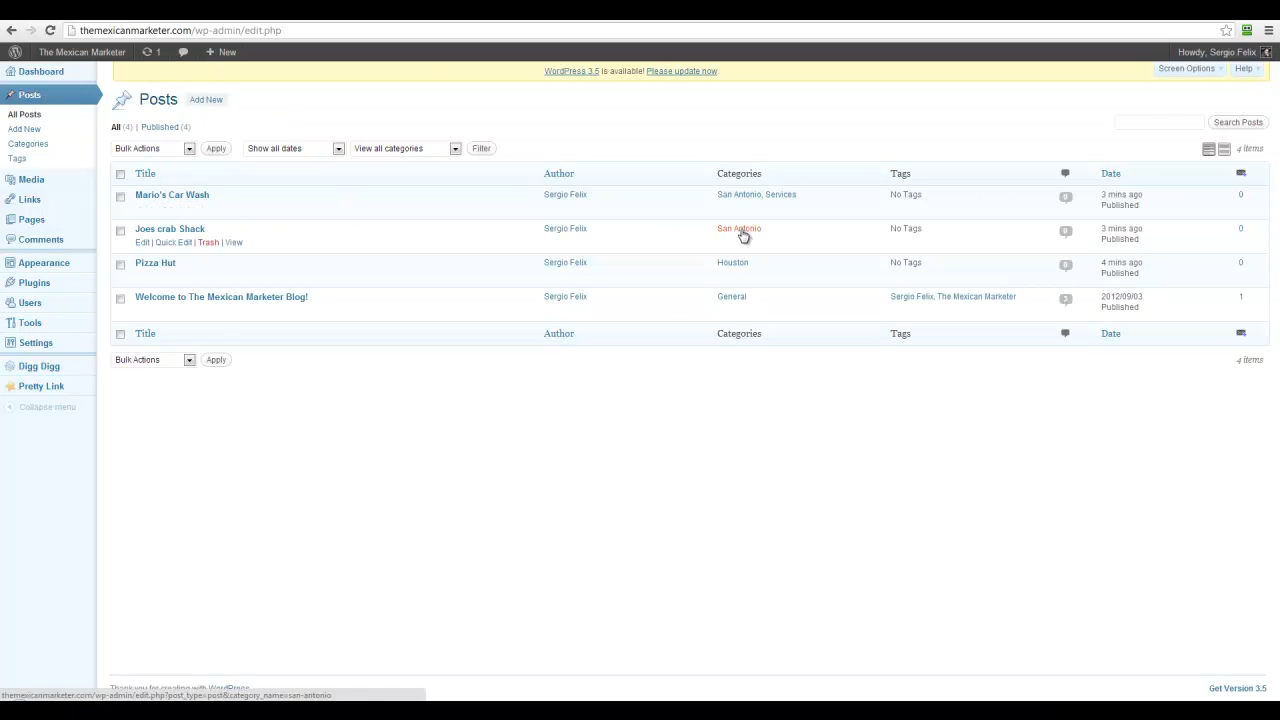 themexicanmarketer.com/wp-admin/edit.php
The Mexican Marketer 1 + New Howdy, Sergio Felix
Dashboard
WordPress 3.5 is available! Please update now.
Screen Options Help
Posts
Posts Add New
All Posts
Add New
Categories
Tags
Media
Links
Pages
Comments
Appearance
Plugins
Users
Tools
Settings
Digg Digg
Pretty Link
Collapse menu
All (4) | Published (4)
Search Posts
Bulk Actions Apply Show all dates View all categories Filter 4 items
Title Author Categories Tags Date
Mario's Car Wash Sergio Felix San Antonio, Services No Tags 0 3 mins ago 0
Published
Joes crab Shack Sergio Felix San Antonio No Tags 0 3 mins ago 0
Edit | Quick Edit | Trash | View Published
Pizza Hut Sergio Felix Houston No Tags 0 4 mins ago 0
Published
Welcome to The Mexican Marketer Blog! Sergio Felix General Sergio Felix, The Mexican Marketer 3 2012/09/03 1
Published
Title Author Categories Tags Date
Bulk Actions Apply 4 items
Thank you for creating with WordPress.
themexicanmarketer.com/wp-admin/edit.php?post_type=post&category_name=san-antonio
Get Version 3.5